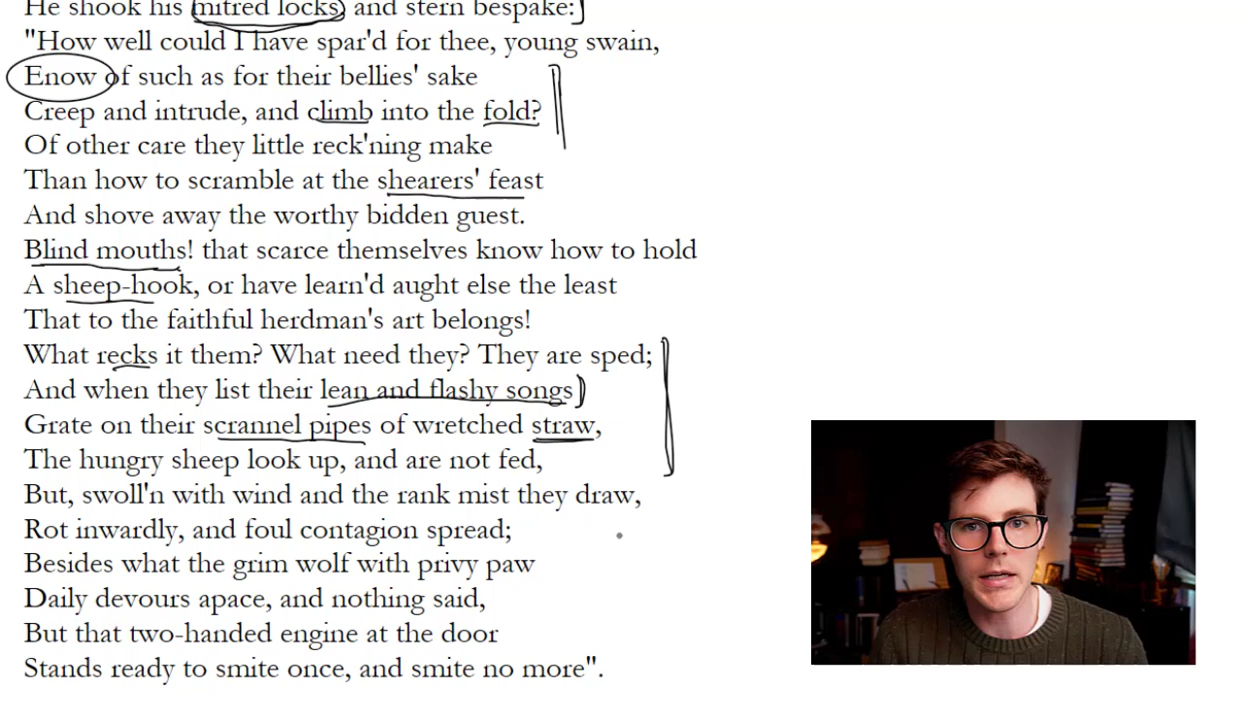 He shook his mitred locks, and stern bespake:
"How well could I have spar'd for thee, young swain,
Enow of such as for their bellies' sake
Creep and intrude, and climb into the fold?
Of other care they little reck'ning make
Than how to scramble at the shearers' feast
And shove away the worthy bidden guest.
Blind mouths! that scarce themselves know how to hold
A sheep-hook, or have learn'd aught else the least
That to the faithful herdman's art belongs!
What recks it them? What need they? They are sped;
And when they list their lean and flashy songs
Grate on their scrannel pipes of wretched straw,
The hungry sheep look up, and are not fed,
But, swoll'n with wind and the rank mist they draw,
Rot inwardly, and foul contagion spread;
Besides what the grim wolf with privy paw
Daily devours apace, and nothing said,
But that two-handed engine at the door
Stands ready to smite once, and smite no more".